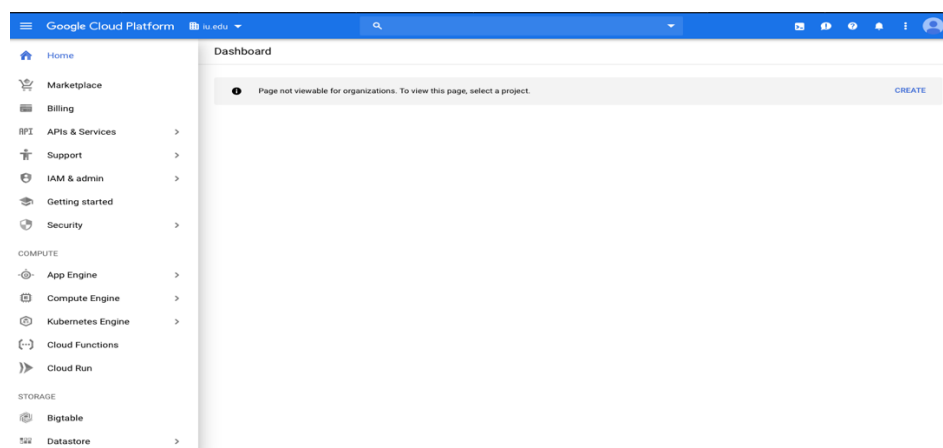 Google Cloud Platform iu.edu
Home
Marketplace
Billing
API APIs & Services
Support
IAM & admin
Getting started
Security
COMPUTE
App Engine
Compute Engine
Kubernetes Engine
Cloud Functions
Cloud Run
STORAGE
Bigtable
Datastore
Dashboard
Page not viewable for organizations. To view this page, select a project. CREATE